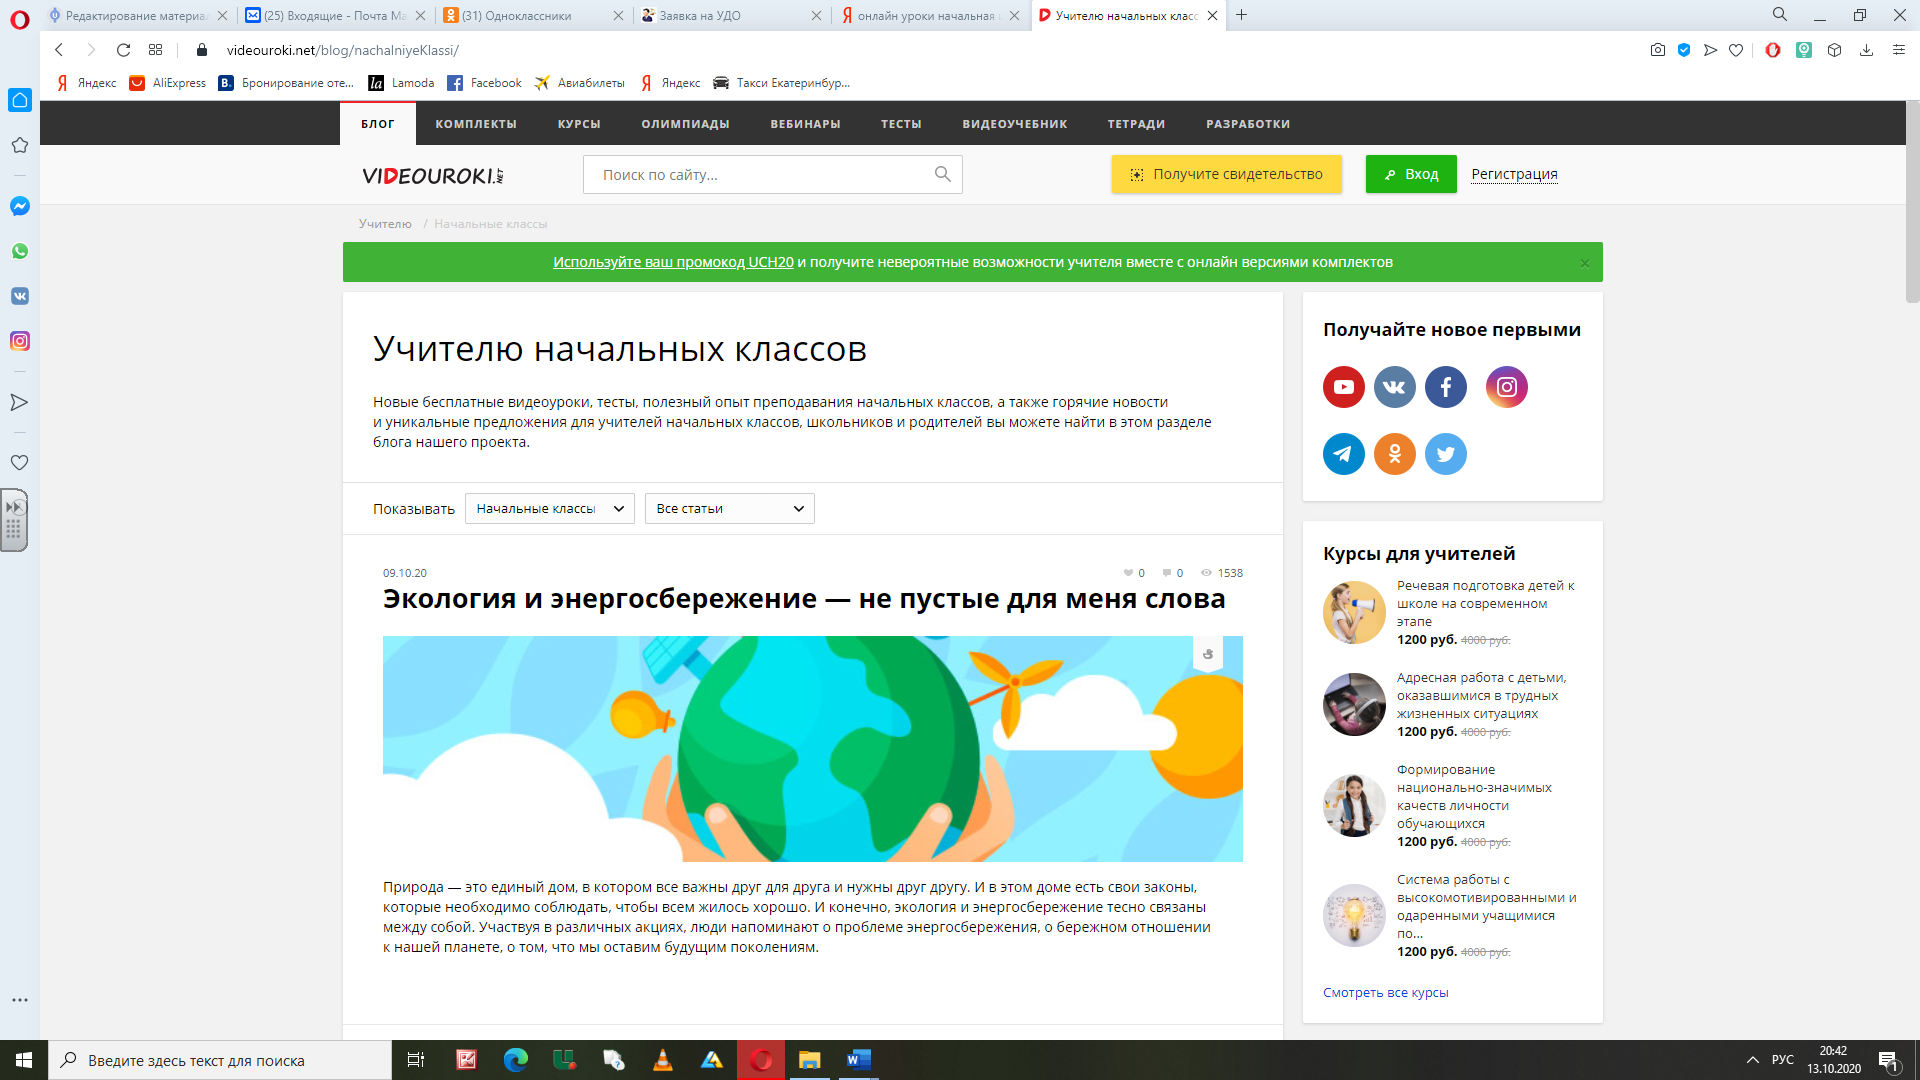 Редактирование материал
(25) Входящие - Почта Ma
(31) Одноклассники
Заявка на УДО
онлайн уроки начальная
Учителю начальных класс
videouroki.net/blog/nachalniyeKlassi/
Яндекс
AliExpress
Бронирование оте...
Lamoda
Facebook
Авиабилеты
Яндекс
Такси Екатеринбур...
БЛОГ
КОМПЛЕКТЫ
КУРСЫ
ОЛИМПИАДЫ
ВЕБИНАРЫ
ТЕСТЫ
ВИДЕОУЧЕБНИК
ТЕТРАДИ
РАЗРАБОТКИ
VIDEOUROKI.NET
Поиск по сайту...
Получите свидетельство
Вход
Регистрация
Учителю / Начальные классы
Используйте ваш промокод UCH20 и получите невероятные возможности учителя вместе с онлайн версиями комплектов
×
Учителю начальных классов
Новые бесплатные видеоуроки, тесты, полезный опыт преподавания начальных классов, а также горячие новости
и уникальные предложения для учителей начальных классов, школьников и родителей вы можете найти в этом разделе
блога нашего проекта.
Показывать
Начальные классы
Все статьи
09.10.20
0
0
1538
Экология и энергосбережение — не пустые для меня слова
Природа — это единый дом, в котором все важны друг для друга и нужны друг другу. И в этом доме есть свои законы,
которые необходимо соблюдать, чтобы всем жилось хорошо. И конечно, экология и энергосбережение тесно связаны
между собой. Участвуя в различных акциях, люди напоминают о проблеме энергосбережения, о бережном отношении
к нашей планете, о том, что мы оставим будущим поколениям.
Получайте новое первыми
Курсы для учителей
Речевая подготовка детей к
школе на современном
этапе
1200 руб. 4000 руб.
Адресная работа с детьми,
оказавшимися в трудных
жизненных ситуациях
1200 руб. 4000 руб.
Формирование
национально-значимых
качеств личности
обучающихся
1200 руб. 4000 руб.
Система работы с
высокомотивированными и
одаренными учащимися
по...
1200 руб. 4000 руб.
Смотреть все курсы
Введите здесь текст для поиска
РУС
20:42
13.10.2020
1